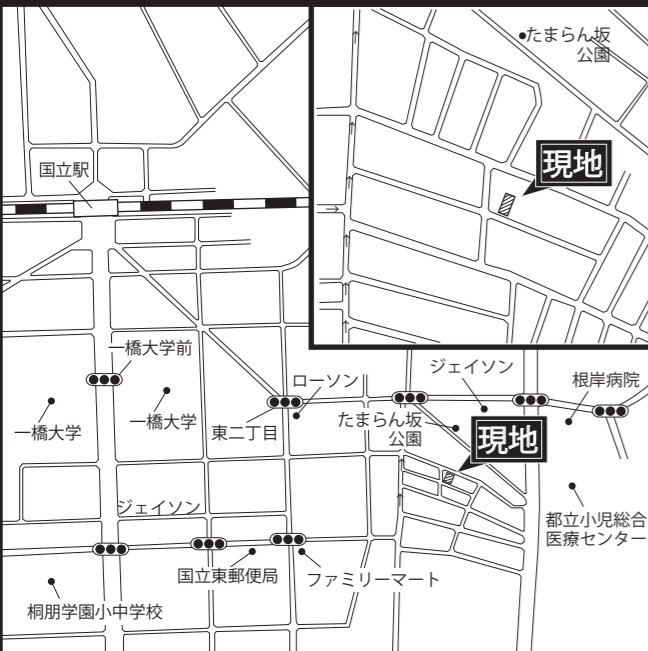 たまらん坂
公園
現地
国立駅
一橋大学前
一橋大学
一橋大学
東二丁目
ローソン
ジェイソン
たまらん坂
公園
現地
根岸病院
都立小児総合
医療センター
ジェイソン
国立東郵便局
ファミリーマート
桐朋学園小中学校